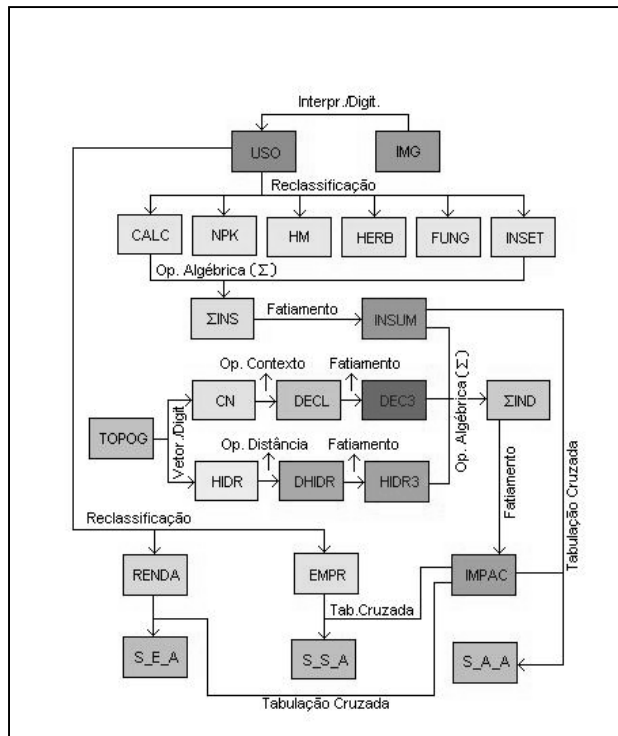 Interpr./Digit.
USO
IMG
Reclassificação
CALC
NPK
HM
HERB
FUNG
INSET
Op. Algébrica (Σ)
ΣINS
Fatiamento
INSUM
Op. Contexto
Fatiamento
CN
DECL
DEC3
Op. Algébrica (Σ)
ΣIND
TOPOG
Vetor./Digit.
Op. Distância
Fatiamento
HIDR
DHIDR
HIDR3
Fatiamento
Tabulação Cruzada
Reclassificação
RENDA
EMPR
IMPAC
Tab.Cruzada
S_E_A
S_S_A
S_A_A
Tabulação Cruzada